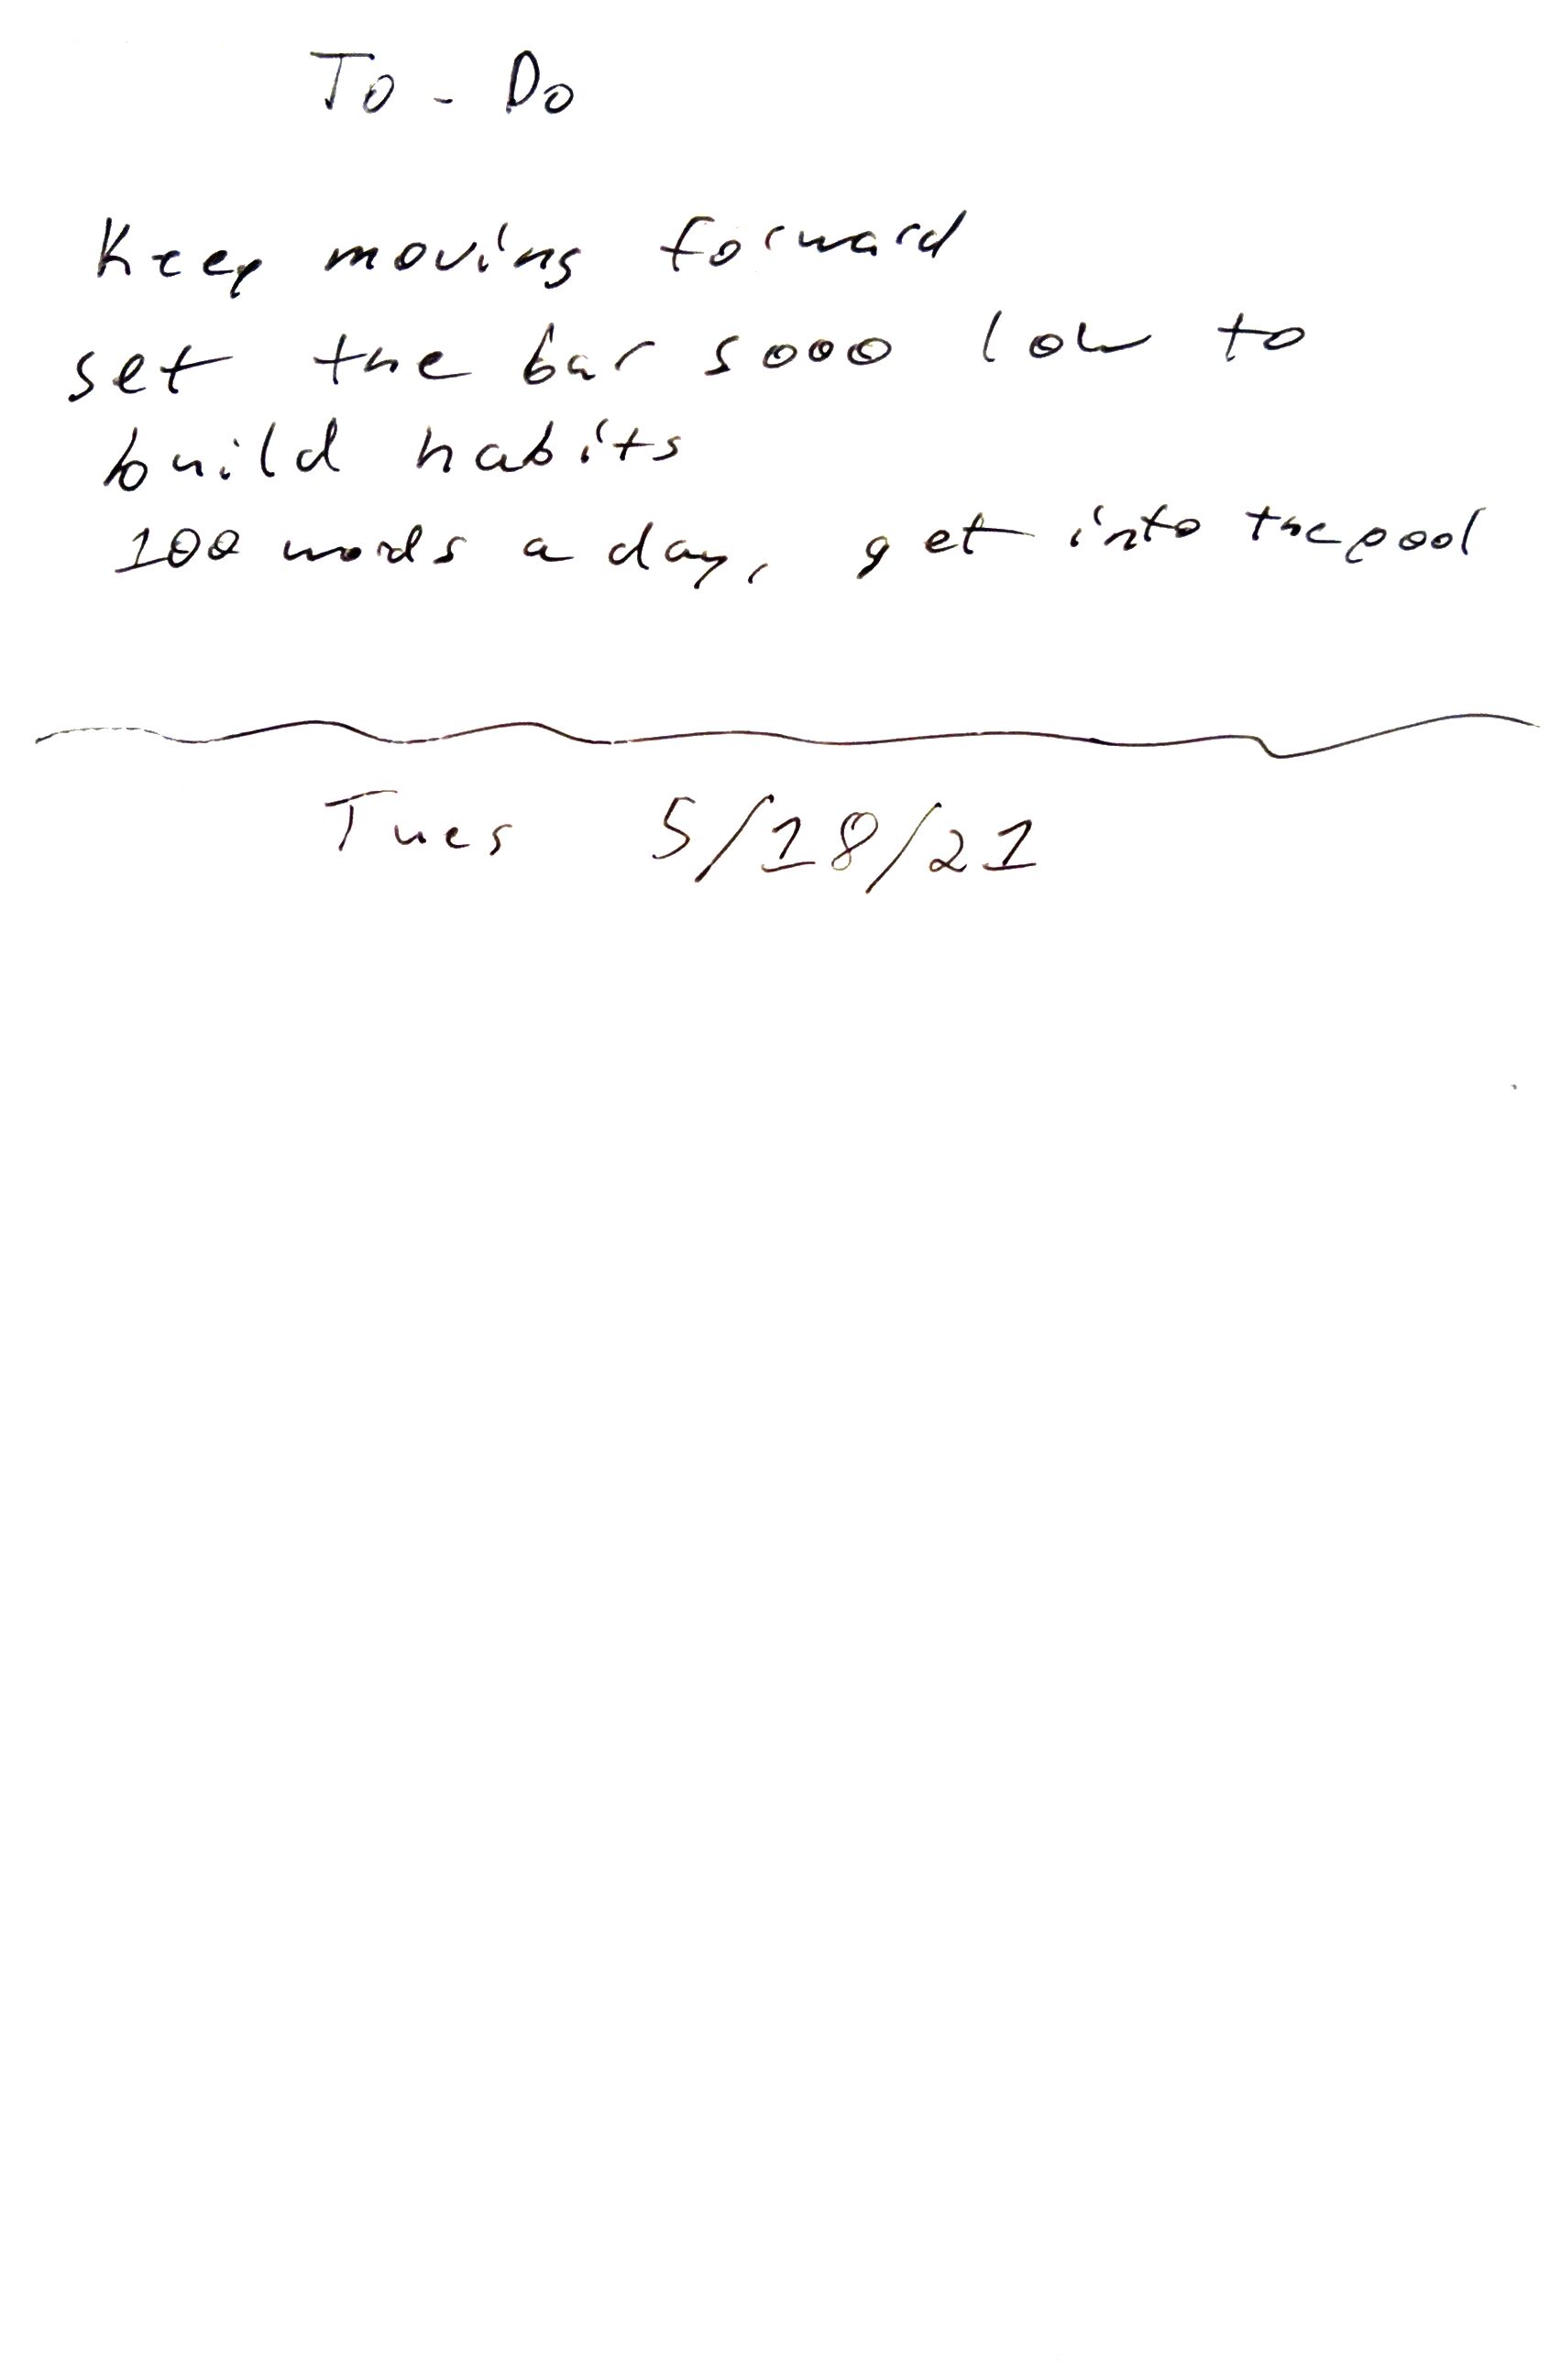 To - Do
Keep moving forward
set the bar sooo low to
build habits
100 words a day, get into the pool
Tues 5/18/21